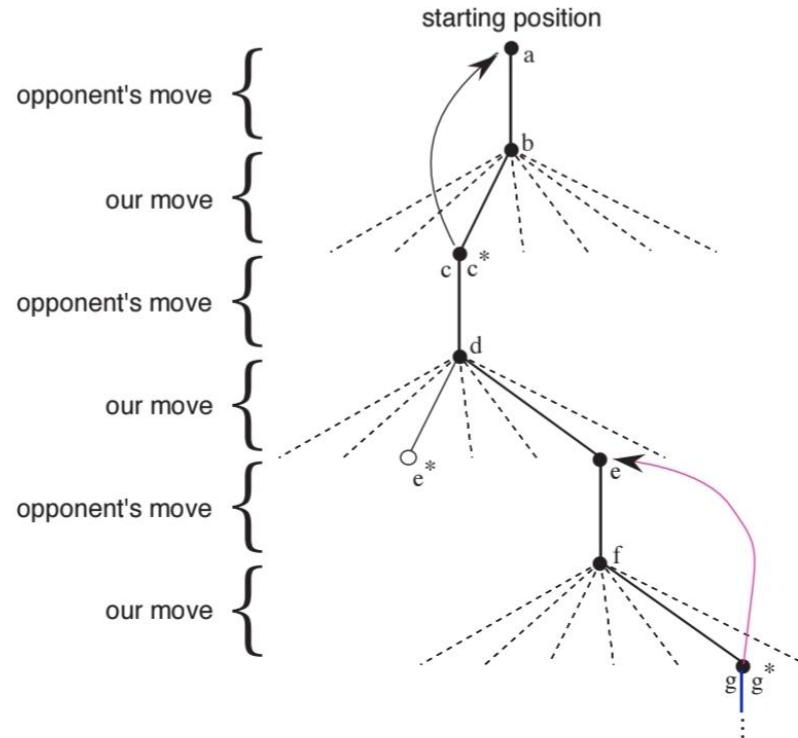 starting position
a
opponent's move
b
our move
c c*
opponent's move
d
our move
e*
e
opponent's move
f
our move
g g*